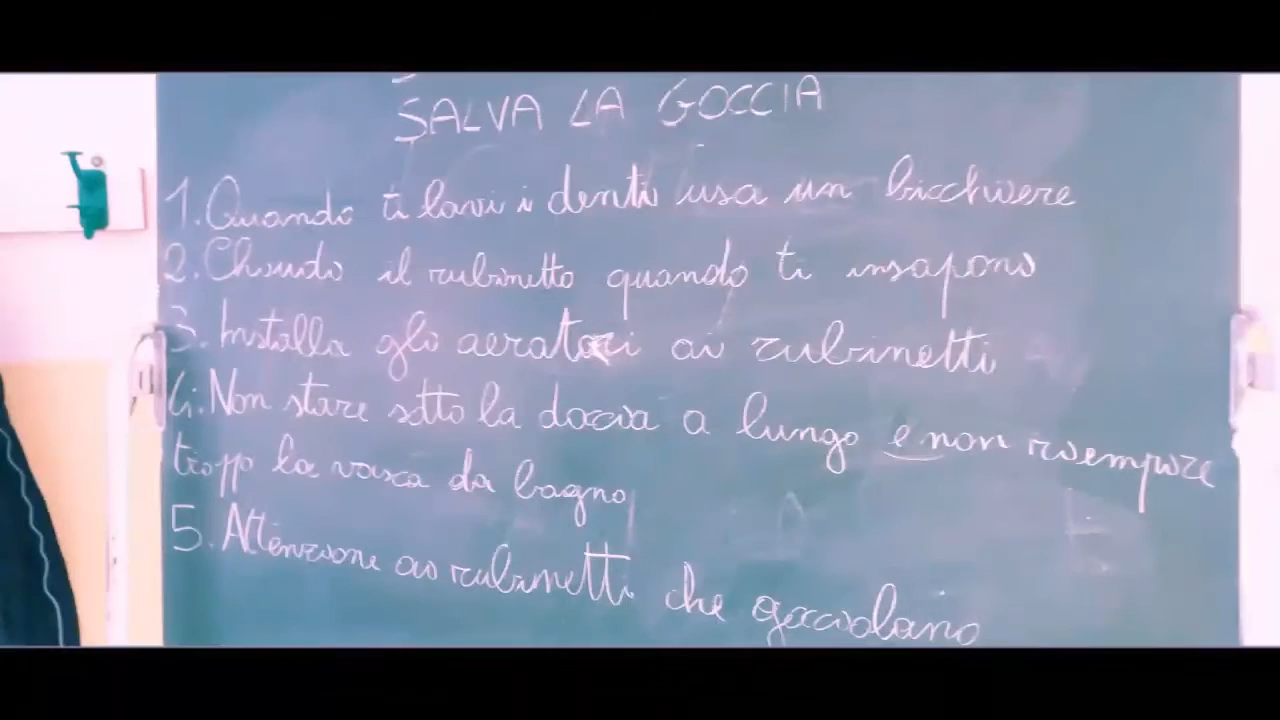 SALVA LA GOCCIA
1. Quando ti lavi i denti usa un bicchiere
2. Chiudi il rubinetto quando ti insaponi
3. Installa gli aeratori ai rubinetti
4. Non stare sotto la doccia a lungo e non riempire
troppo la vasca da bagno
5. Attenzione ai rubinetti che gocciolano